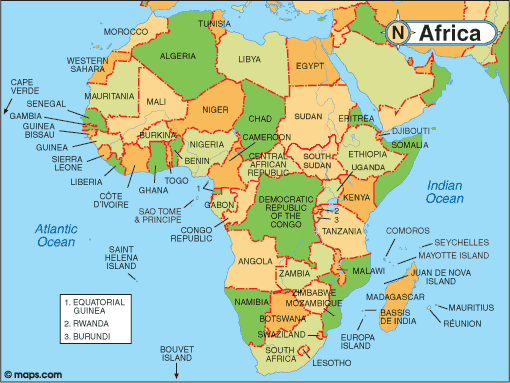 N Africa
TUNISIA
MOROCCO
ALGERIA
LIBYA
EGYPT
WESTERN
SAHARA
CAPE
VERDE
MAURITANIA
MALI
NIGER
CHAD
SUDAN
ERITREA
SENEGAL
GAMBIA
GUINEA
BISSAU
GUINEA
SIERRA
LEONE
LIBERIA
CÔTE
D'IVOIRE
BURKINA
GHANA
TOGO
BENIN
NIGERIA
CAMEROON
CENTRAL
AFRICAN
REPUBLIC
SOUTH
SUDAN
DJIBOUTI
SOMALIA
ETHIOPIA
UGANDA
KENYA
Indian
Ocean
SAO TOME
& PRINCIPE
1
GABON
CONGO
REPUBLIC
DEMOCRATIC
REPUBLIC
OF THE
CONGO
2
3
TANZANIA
Atlantic
Ocean
SAINT
HELENA
ISLAND
COMOROS
SEYCHELLES
MAYOTTE ISLAND
JUAN DE NOVA
ISLAND
ANGOLA
ZAMBIA
MALAWI
ZIMBABWE
MOZAMBIQUE
MADAGASCAR
BASSIS
DE INDIA
MAURITIUS
RÉUNION
EUROPA
ISLAND
NAMIBIA
BOTSWANA
SWAZILAND
SOUTH
AFRICA
LESOTHO
1. EQUATORIAL
GUINEA
2. RWANDA
3. BURUNDI
BOUVET
ISLAND
© maps.com